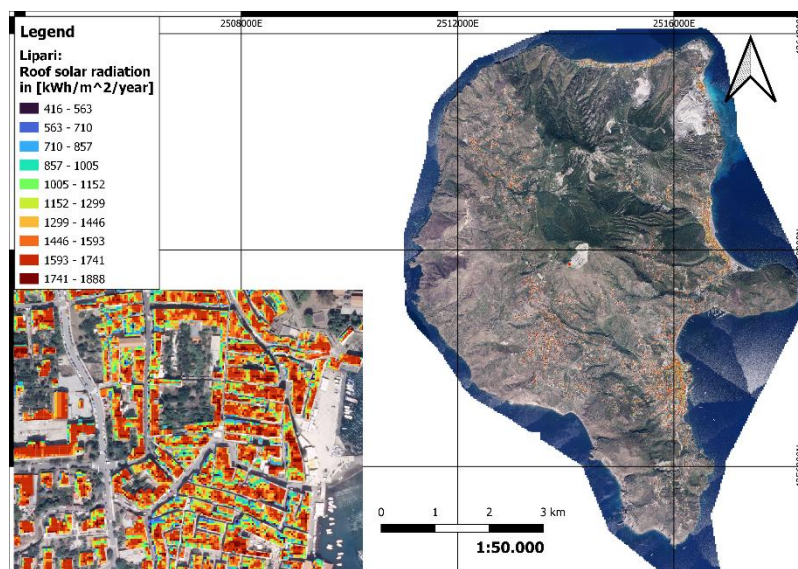 Legend
Lipari:
Roof solar radiation
in [kWh/m^2/year]
416 - 563
563 - 710
710 - 857
857 - 1005
1005 - 1152
1152 - 1299
1299 - 1446
1446 - 1593
1593 - 1741
1741 - 1888
2508000E
2512000E
2516000E
0 1 2 3 km
1:50.000